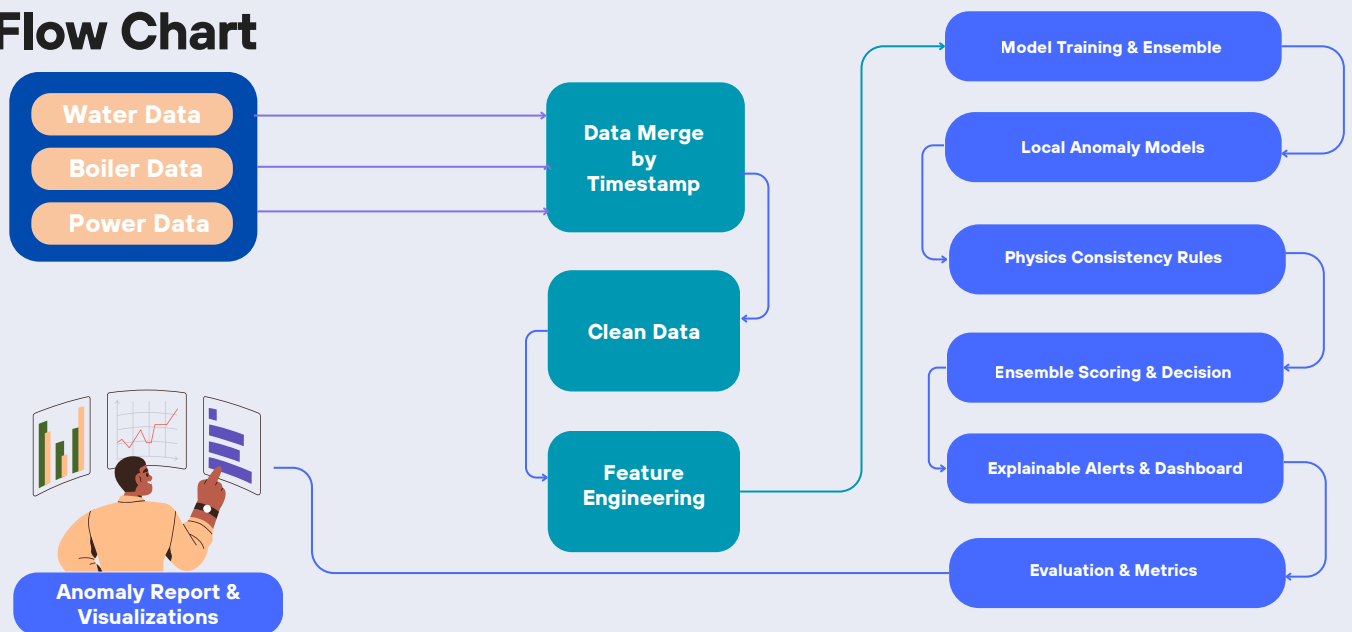 Flow Chart
Water Data
Boiler Data
Power Data
Data Merge
by
Timestamp
Clean Data
Feature
Engineering
Model Training & Ensemble
Local Anomaly Models
Physics Consistency Rules
Ensemble Scoring & Decision
Explainable Alerts & Dashboard
Evaluation & Metrics
Anomaly Report &
Visualizations